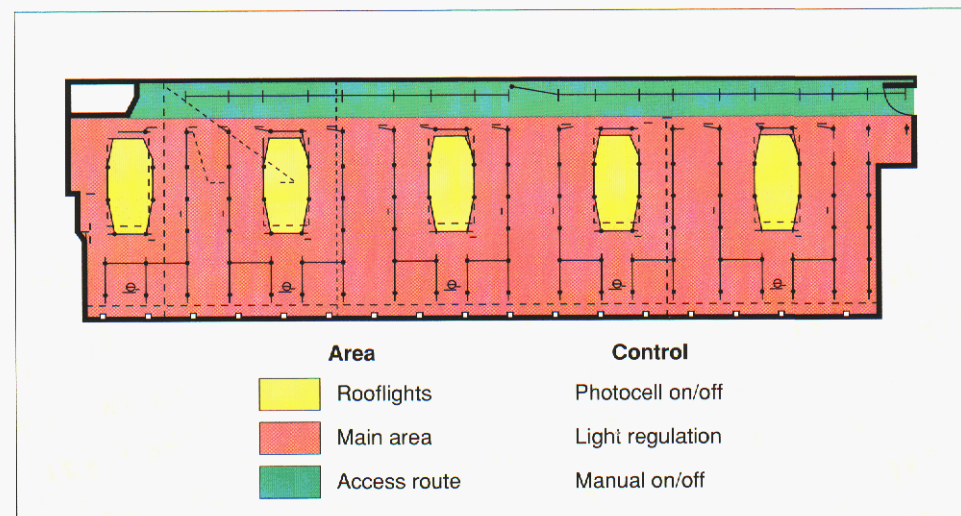 Area Control
Rooflights Photocell on/off
Main area Light regulation
Access route Manual on/off